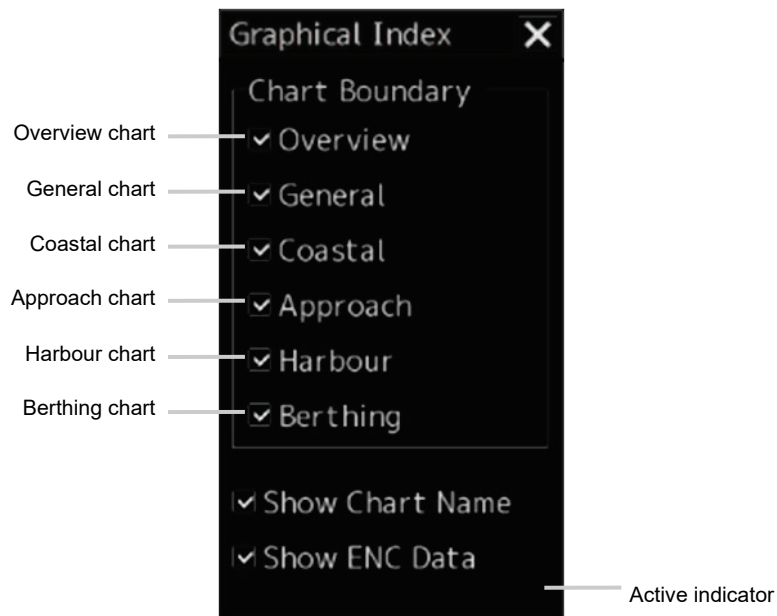 Graphical Index
Chart Boundary
Overview chart
Overview
General chart
General
Coastal chart
Coastal
Approach chart
Approach
Harbour chart
Harbour
Berthing chart
Berthing
Show Chart Name
Show ENC Data
Active indicator